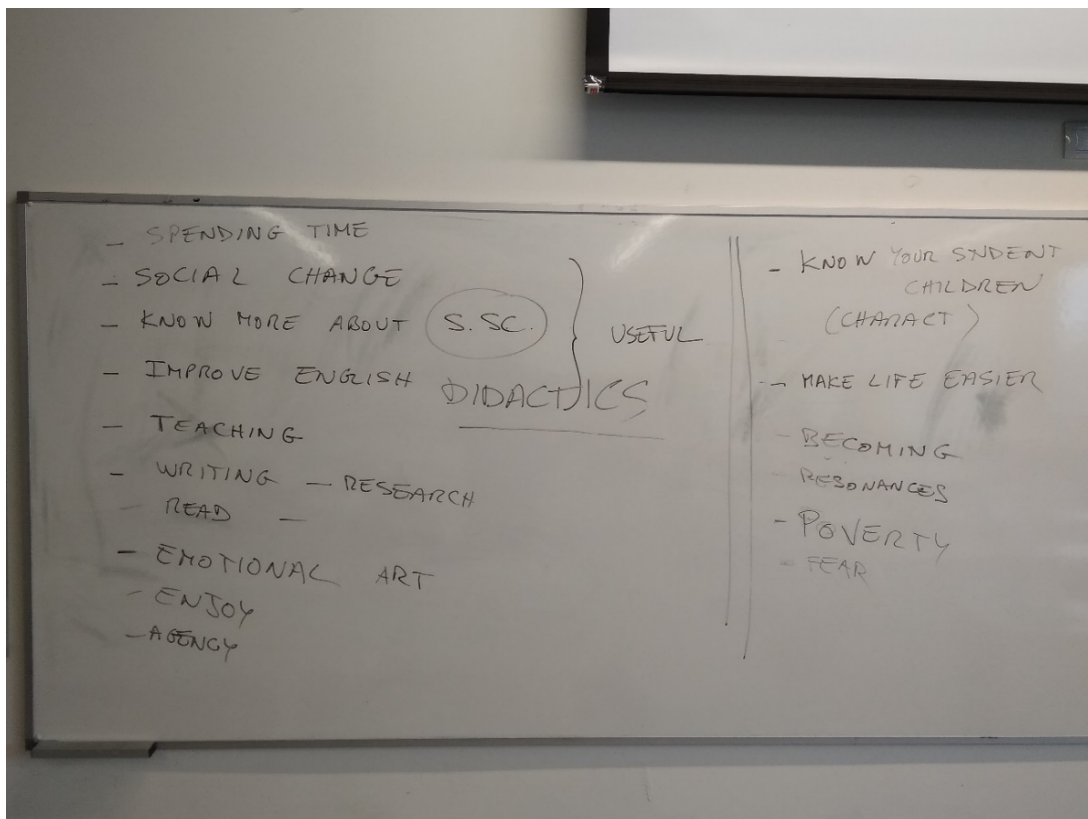 - SPENDING TIME
- SOCIAL CHANGE
- KNOW MORE ABOUT S.SC.
- IMPROVE ENGLISH
DIDACTICS
- TEACHING
- WRITING - RESEARCH
- READ -
- EMOTIONAL ART
- ENJOY
- AGENCY
USEFUL
- KNOW YOUR SNDENT
CHILDREN
(CHARACT)
- MAKE LIFE EASIER
- BECOMING
- RESONANCES
- POVERTY
- FEAR